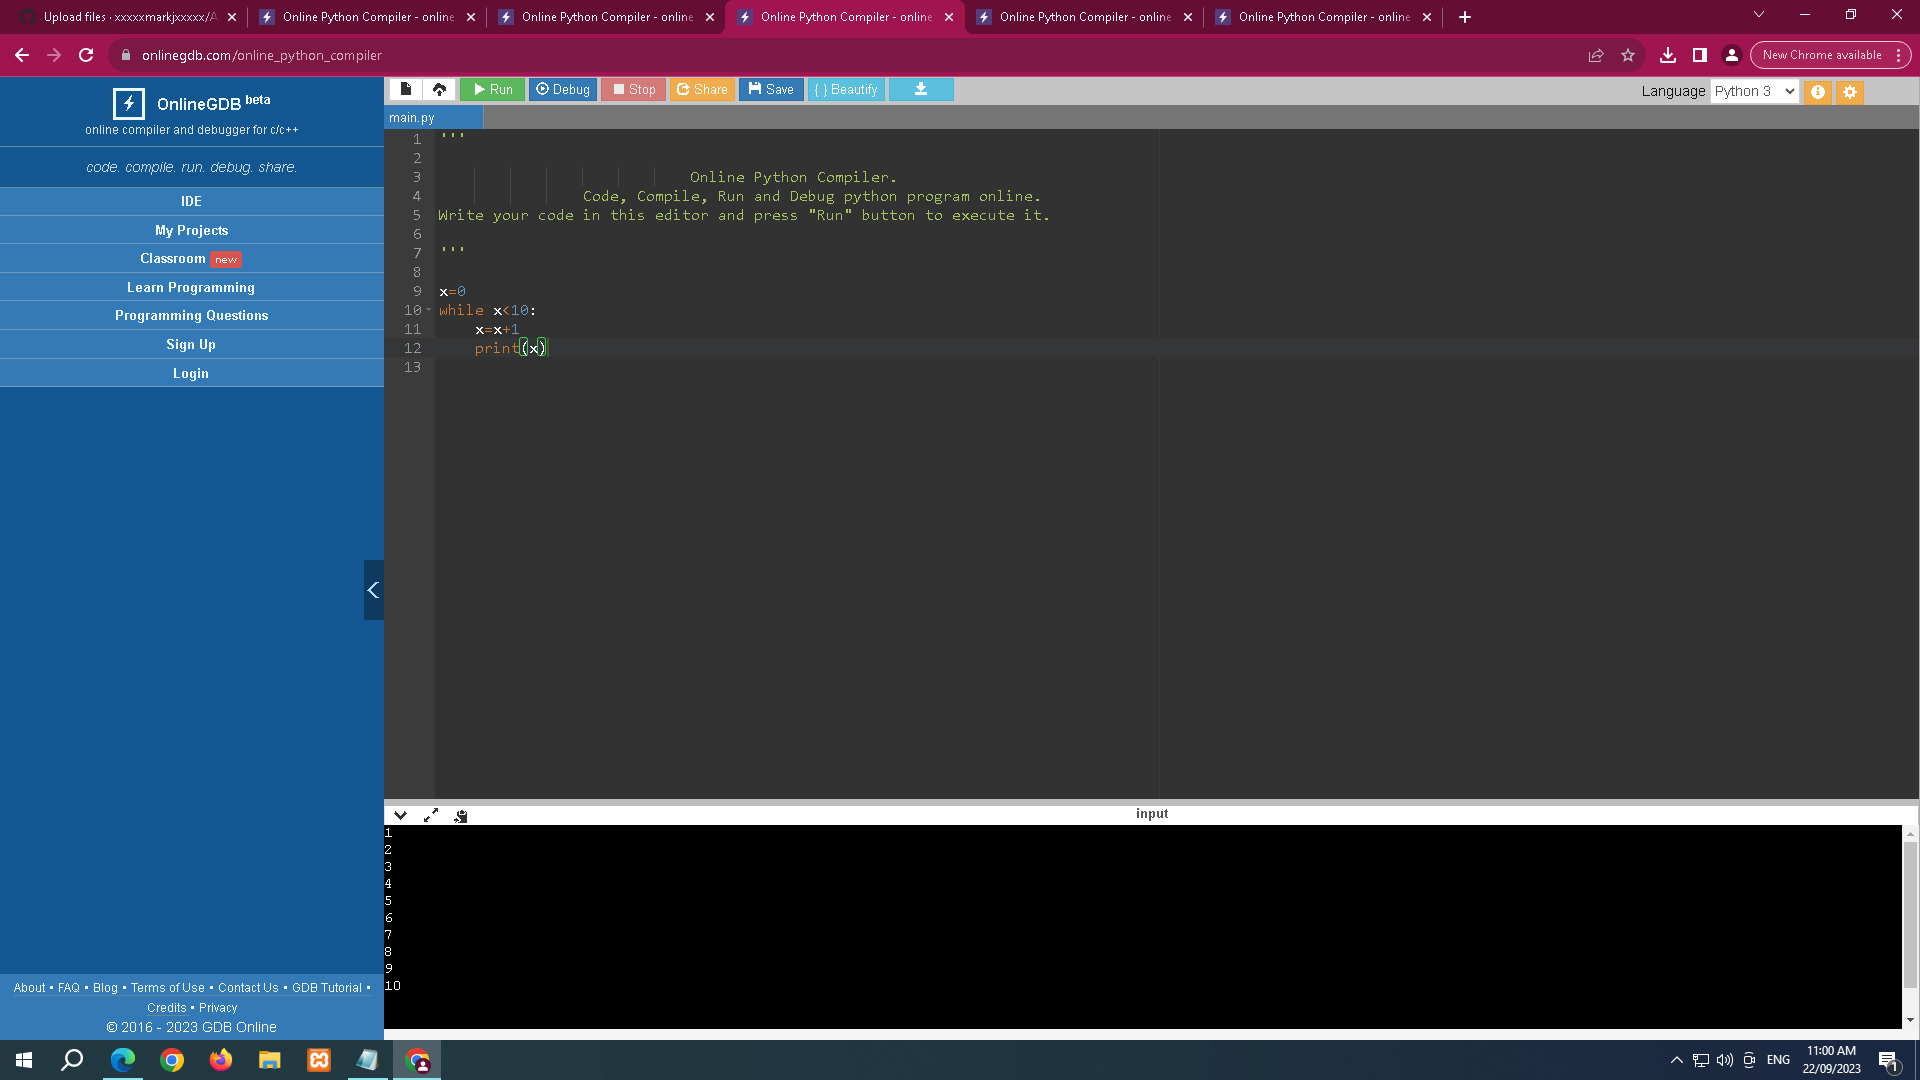 Upload files · xxxxxmarkjxxxxx/A
Online Python Compiler - online
Online Python Compiler - online
Online Python Compiler - online
Online Python Compiler - online
Online Python Compiler - online
onlinegdb.com/online_python_compiler
New Chrome available
OnlineGDB beta
online compiler and debugger for c/c++
code. compile. run. debug. share.
IDE
My Projects
Classroom new
Learn Programming
Programming Questions
Sign Up
Login
About • FAQ • Blog • Terms of Use • Contact Us • GDB Tutorial •
Credits • Privacy
© 2016 - 2023 GDB Online
Run
Debug
Stop
Share
Save
{ } Beautify
Language Python 3
main.py
1 '''
2
3 Online Python Compiler.
4 Code, Compile, Run and Debug python program online.
5 Write your code in this editor and press "Run" button to execute it.
6
7 '''
8
9 x=0
10 while x<10:
11 x=x+1
12 print(x)
13
input
1
2
3
4
5
6
7
8
9
10
ENG
11:00 AM
22/09/2023
1